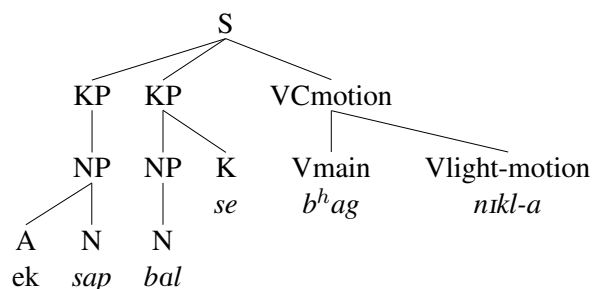 S
KP KP VCmotion
NP NP K Vmain Vlight-motion
se bʰag nɪkl-a
A N N
ek sap bɑl